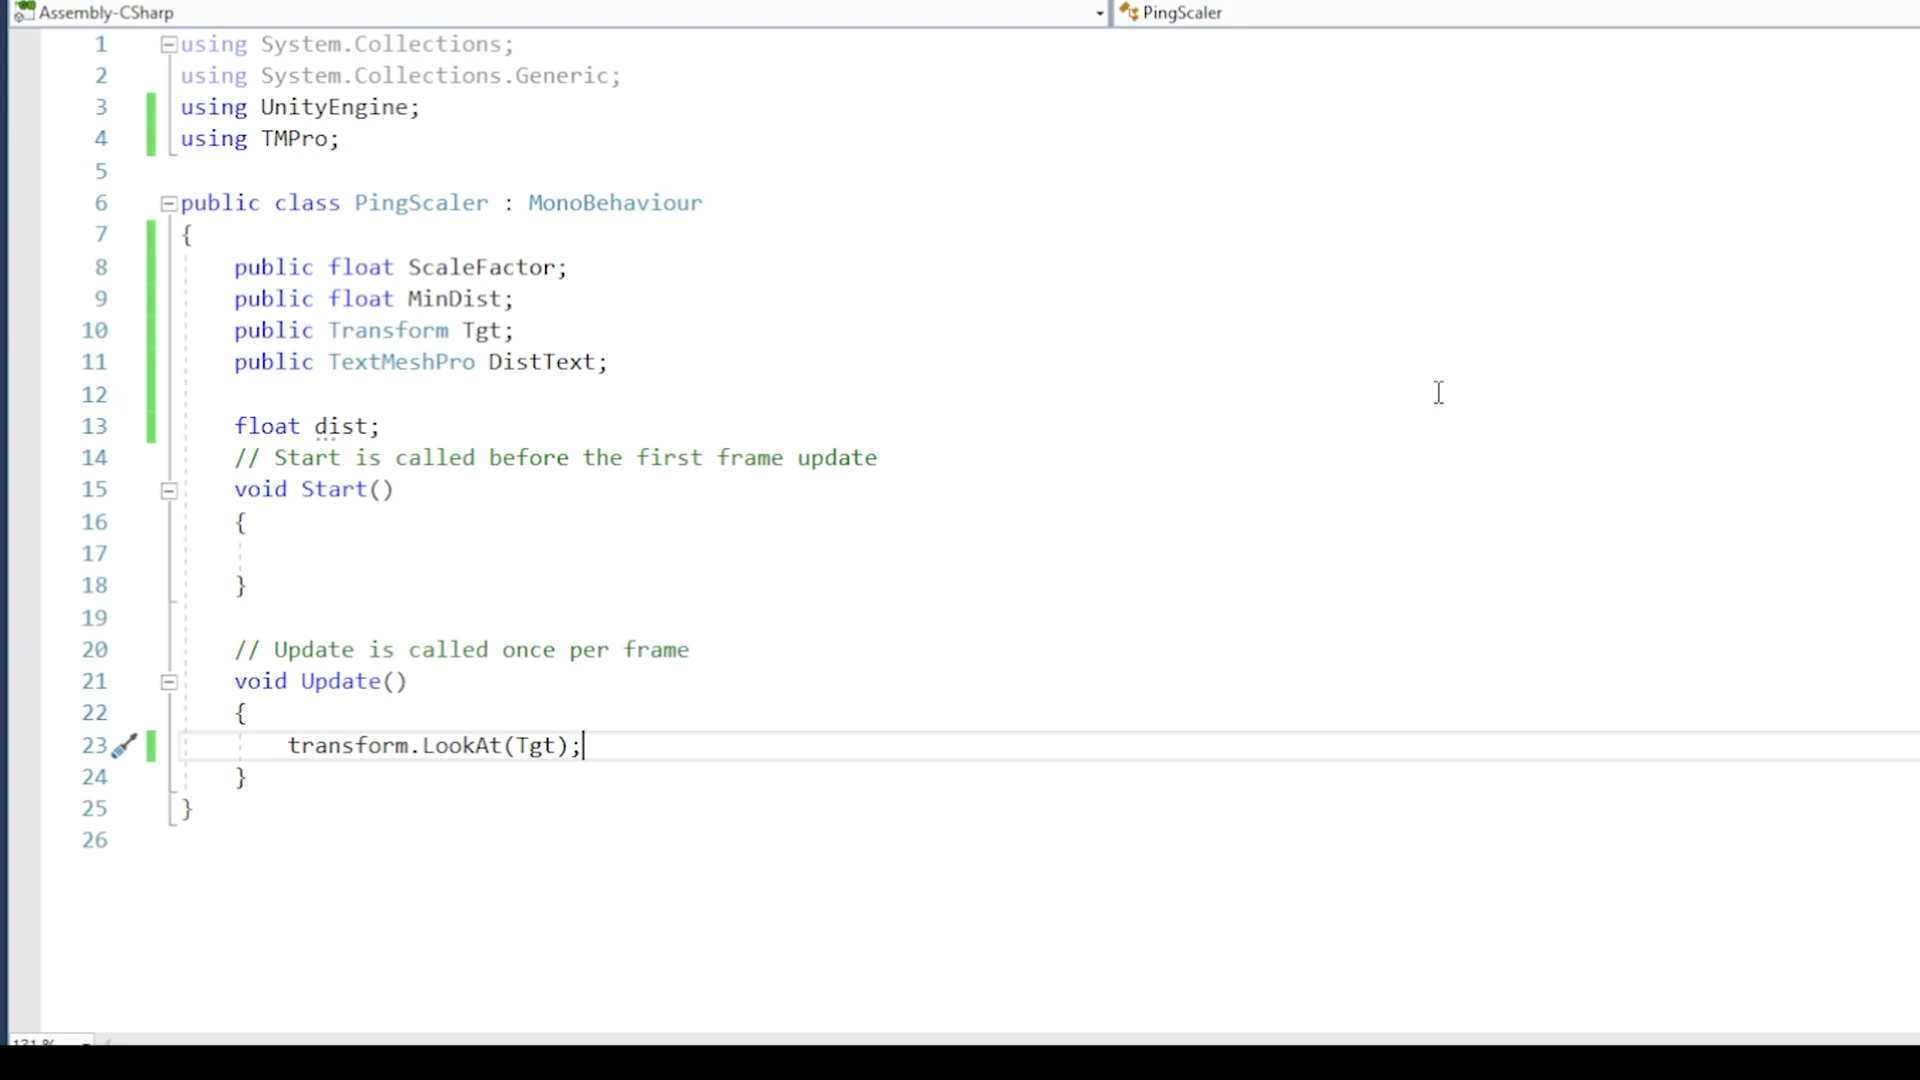 Assembly-CSharp
PingScaler
1 using System.Collections;
2 using System.Collections.Generic;
3 using UnityEngine;
4 using TMPro;
5
6 public class PingScaler : MonoBehaviour
7 {
8 public float ScaleFactor;
9 public float MinDist;
10 public Transform Tgt;
11 public TextMeshPro DistText;
12
13 float dist;
14 // Start is called before the first frame update
15 void Start()
16 {
17
18 }
19
20 // Update is called once per frame
21 void Update()
22 {
23 transform.LookAt(Tgt);
24 }
25 }
26
131 %